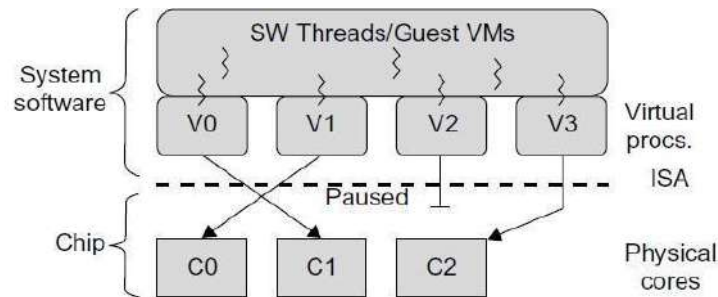 SW Threads/Guest VMs
System
software
V0
V1
V2
V3
Virtual
procs.
ISA
Paused
Chip
C0
C1
C2
Physical
cores